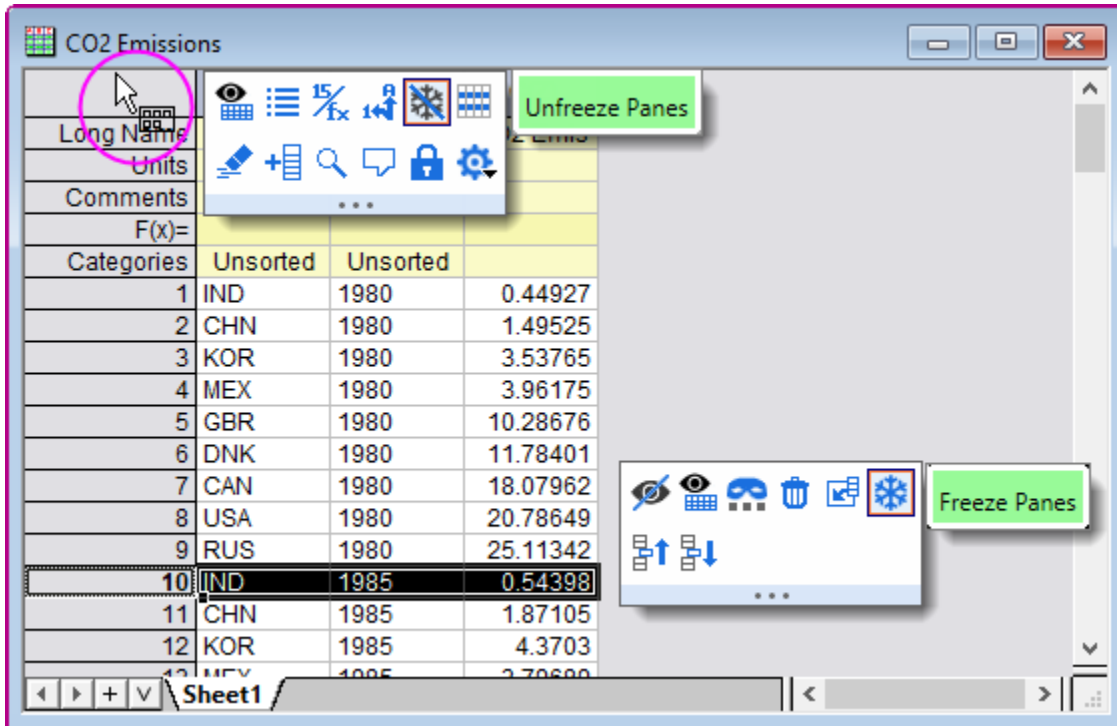 CO2 Emissions
Unfreeze Panes
Long Name
Units
Comments
F(x)=
Categories Unsorted Unsorted
1 IND 1980 0.44927
2 CHN 1980 1.49525
3 KOR 1980 3.53765
4 MEX 1980 3.96175
5 GBR 1980 10.28676
6 DNK 1980 11.78401
7 CAN 1980 18.07962
8 USA 1980 20.78649
9 RUS 1980 25.11342
Freeze Panes
10 IND 1985 0.54398
11 CHN 1985 1.87105
12 KOR 1985 4.3703
Sheet1